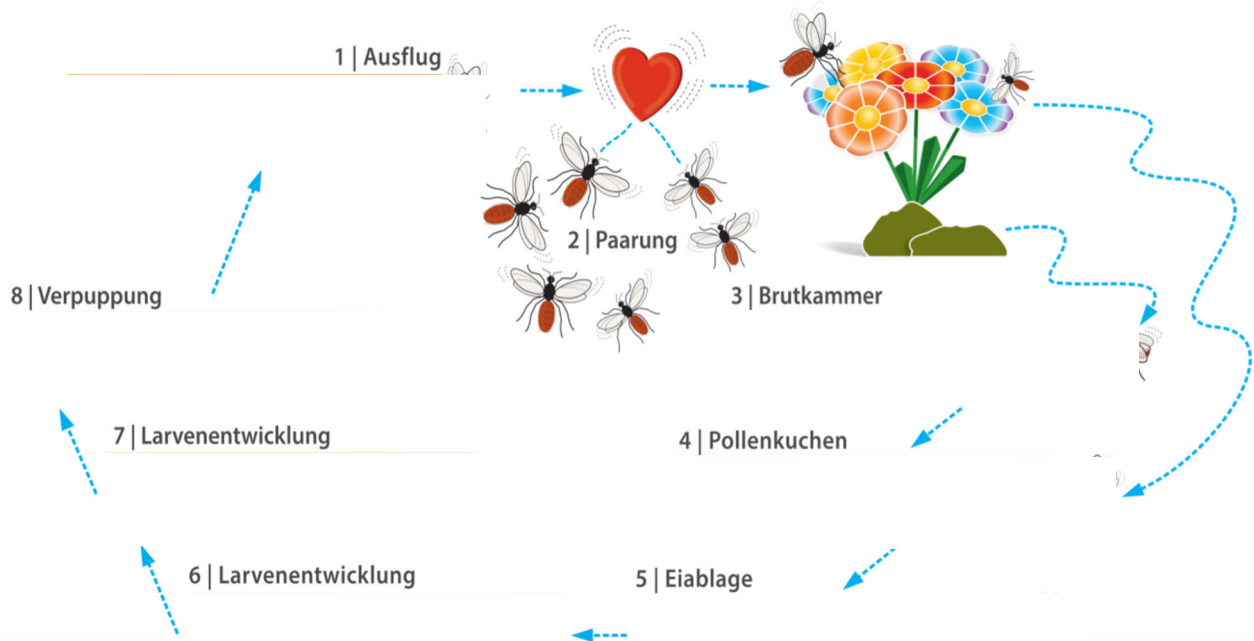 1 | Ausflug
2 | Paarung
3 | Brutkammer
4 | Pollenkuchen
5 | Eiablage
6 | Larvenentwicklung
7 | Larvenentwicklung
8 | Verpuppung